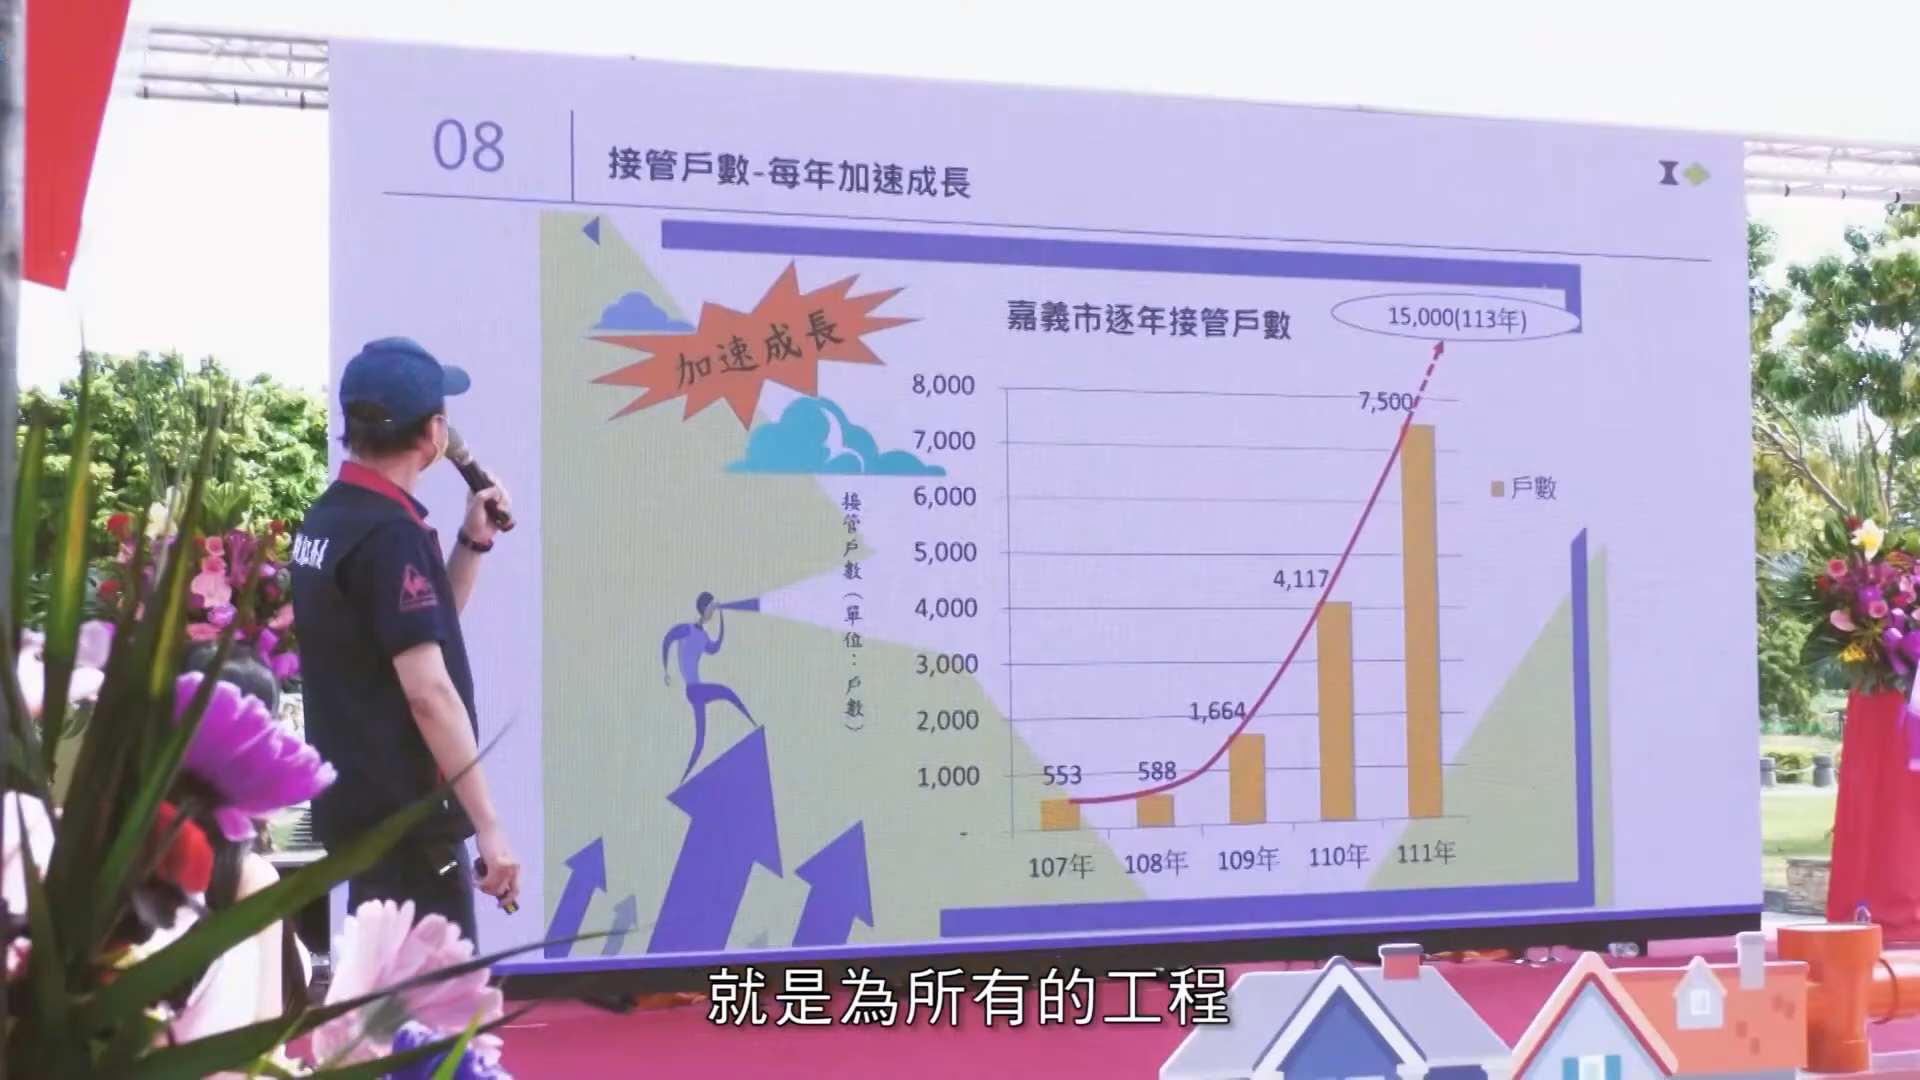 08
接管戶數-每年加速成長
加速成長
嘉義市逐年接管戶數
15,000(113年)
8,000
7,000
6,000
5,000
4,000
3,000
2,000
1,000
-
接管戶數(單位：戶數)
553
588
1,664
4,117
7,500
戶數
107年 108年 109年 110年 111年
就是為所有的工程